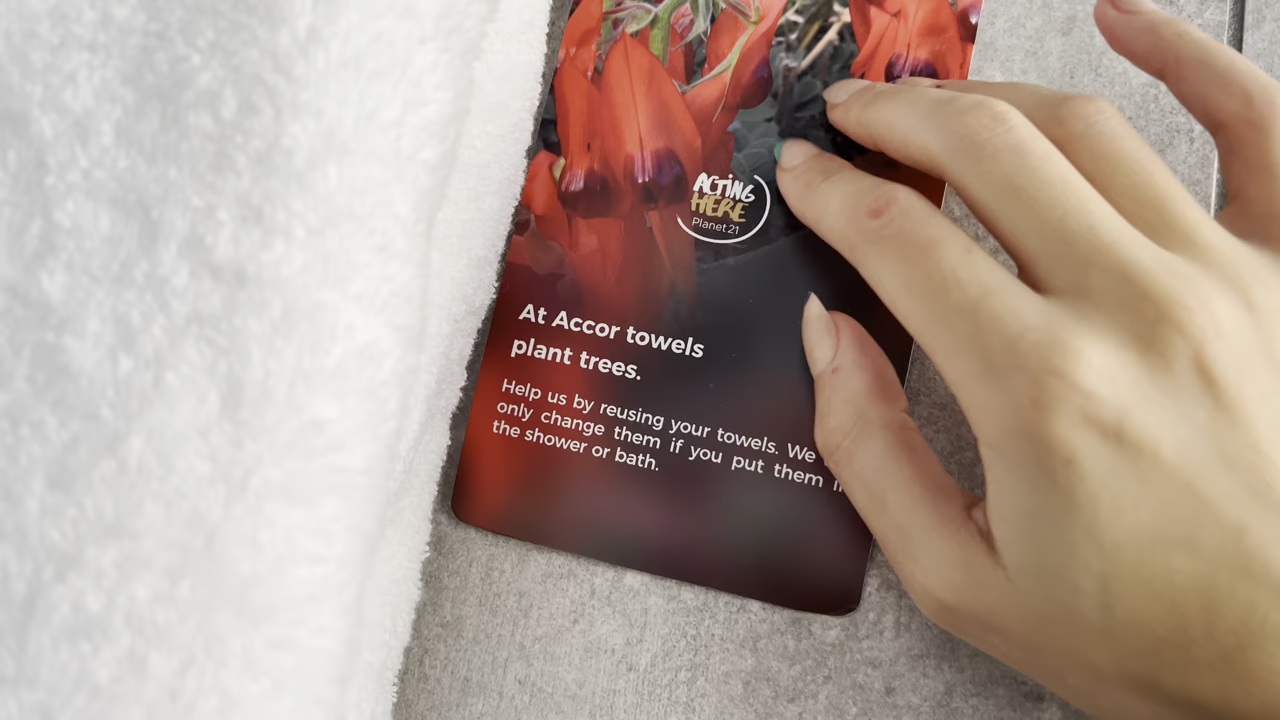 ACTiNG
HERE
Planet 21
At Accor towels
plant trees.
Help us by reusing your towels. We
only change them if you put them
the shower or bath.